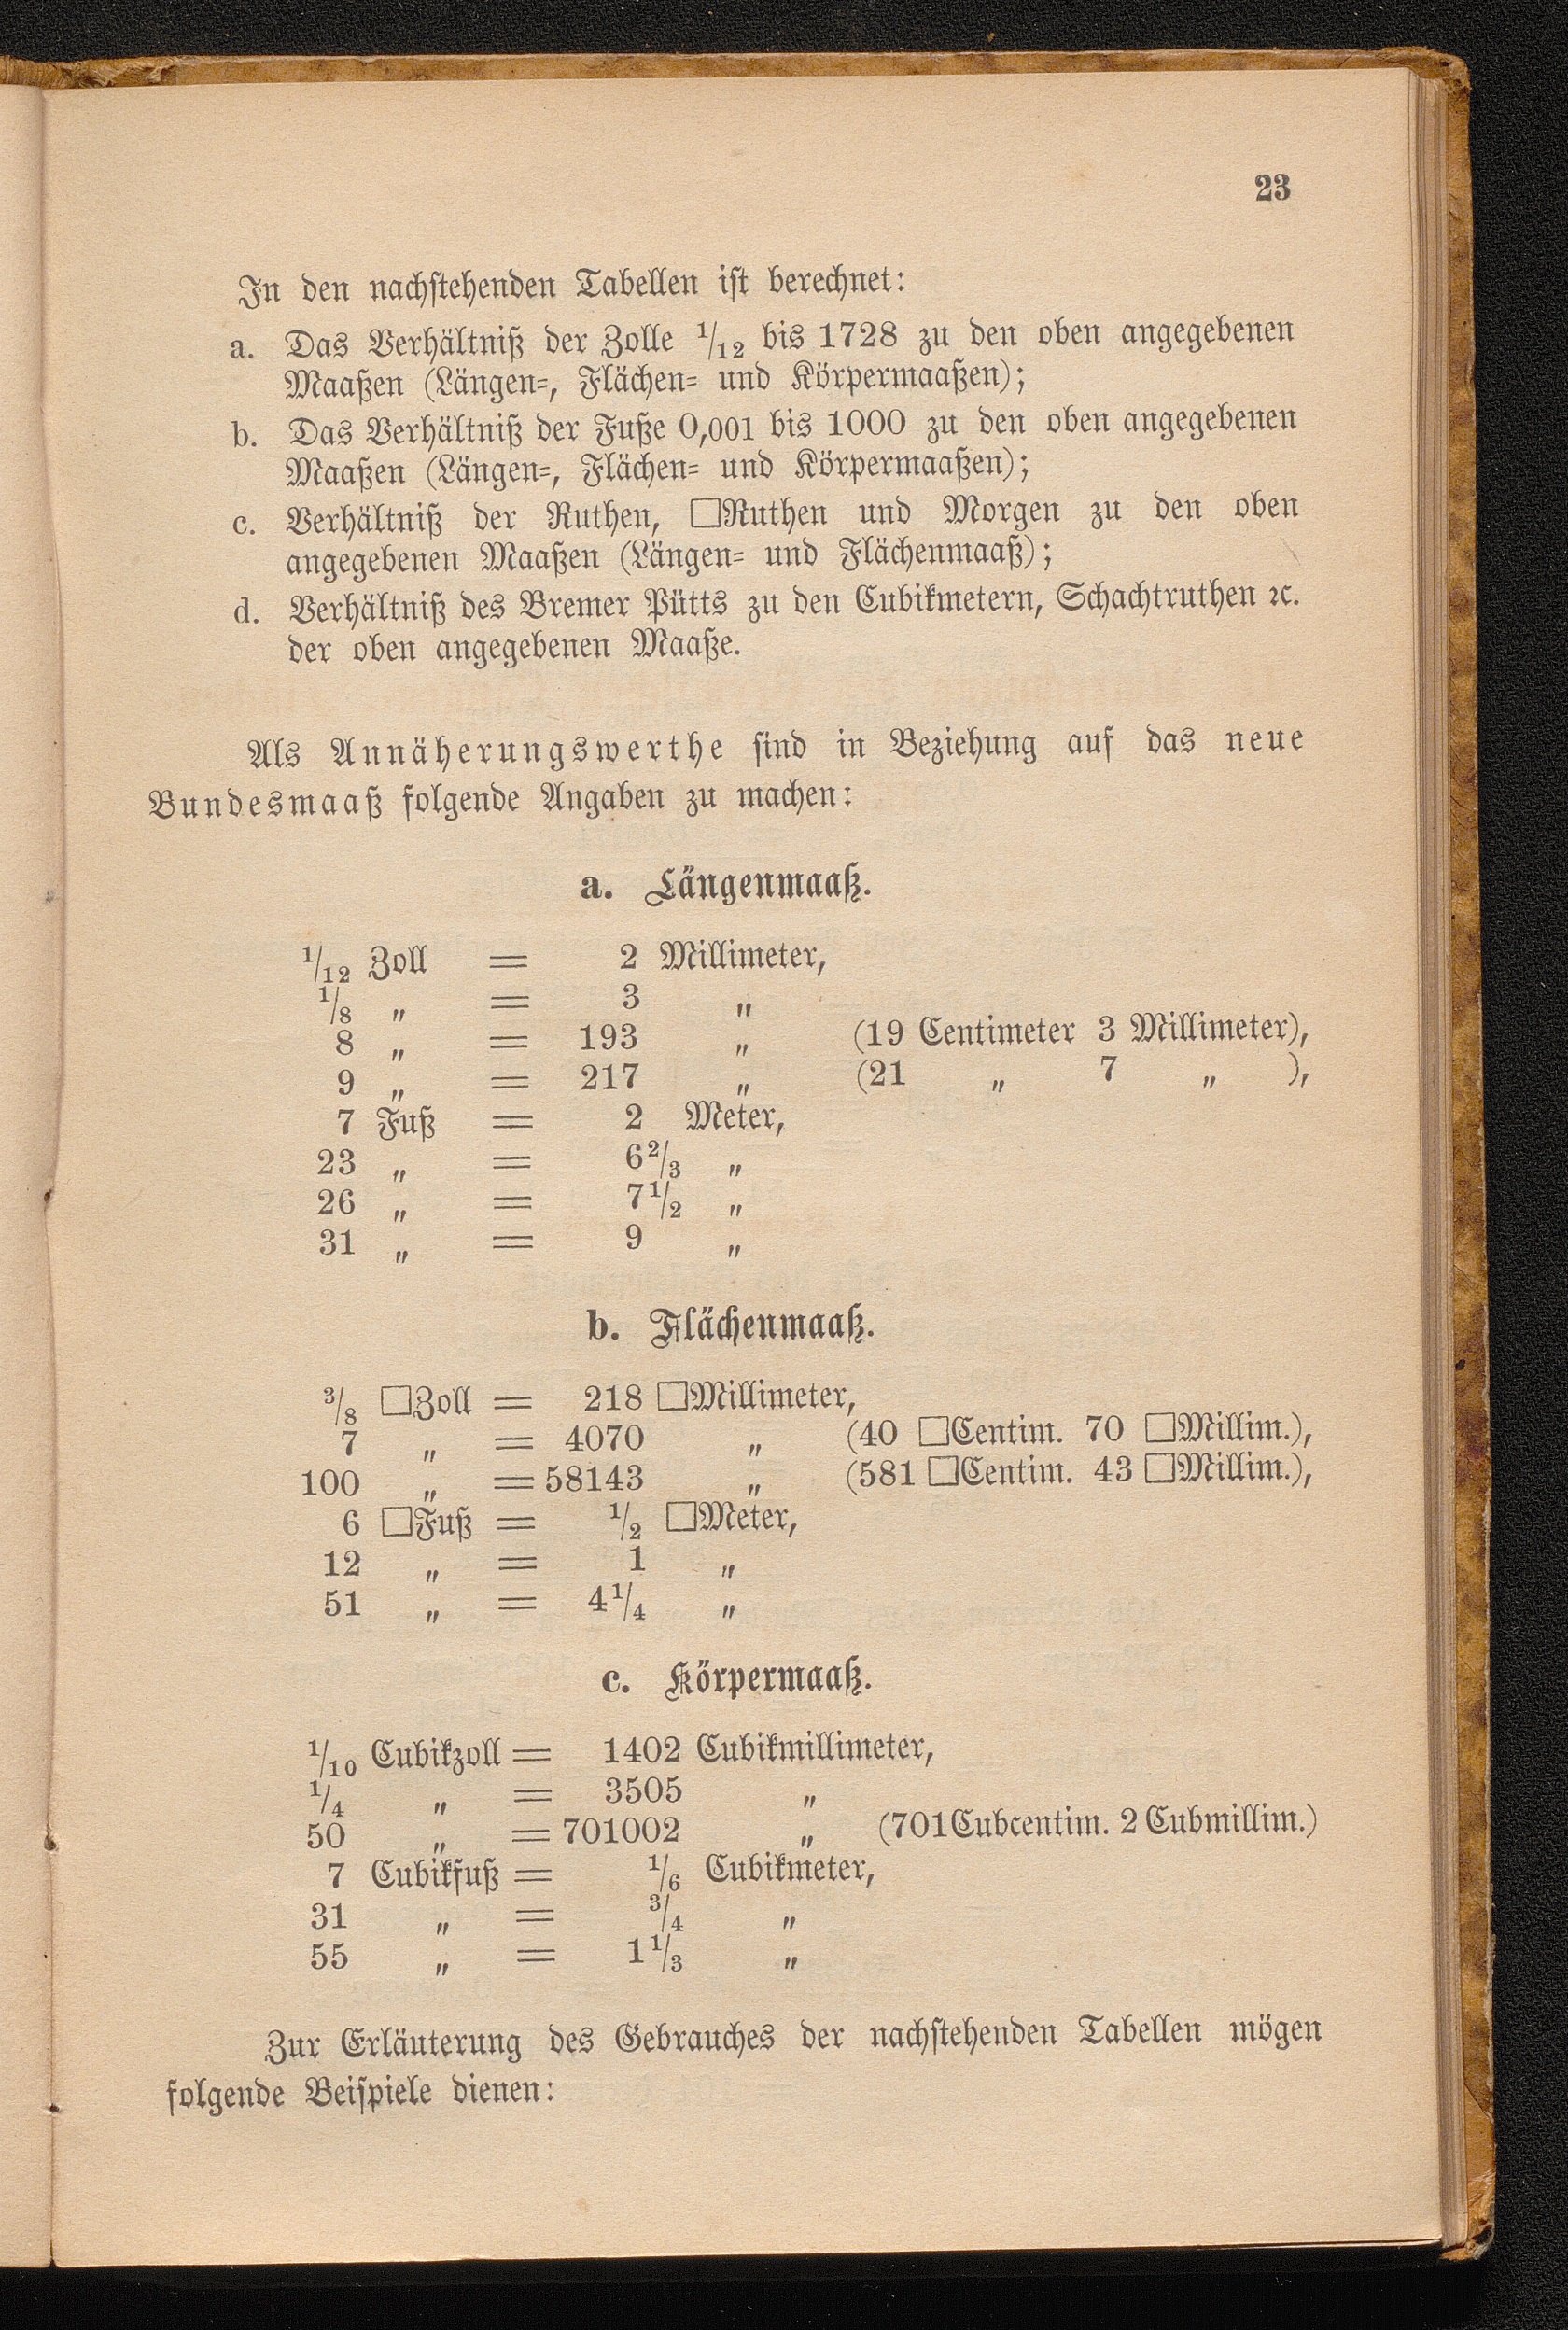 23
In den nachstehenden Tabellen ist berechnet:
a. Das Verhältniß der Zolle 1/12 bis 1728 zu den oben angegebenen
Maaßen (Längen=, Flächen= und Körpermaaßen);
b. Das Verhältniß der Fuße 0,001 bis 1000 zu den oben angegebenen
Maaßen (Längen=, Flächen= und Körpermaaßen);
c. Verhältniß der Ruthen, □Ruthen und Morgen zu den oben
angegebenen Maaßen (Längen= und Flächenmaaß);
d. Verhältniß des Bremer Pütts zu den Cubikmetern, Schachtruthen ꝛc.
der oben angegebenen Maaße.
Als Annäherungswerthe sind in Beziehung auf das neue
Bundesmaaß folgende Angaben zu machen:
a. Längenmaaß.
1/12 Zoll = 2 Millimeter,
1/8 „ = 3 „
8 „ = 193 „ (19 Centimeter 3 Millimeter),
9 „ = 217 „ (21 „ 7 „ ),
7 Fuß = 2 Meter,
23 „ = 6 2/3 „
26 „ = 7 1/2 „
31 „ = 9 „
b. Flächenmaaß.
3/8 □Zoll = 218 □Millimeter,
7 „ = 4070 „ (40 □Centim. 70 □Millim.),
100 „ = 58143 „ (581 □Centim. 43 □Millim.),
6 □Fuß = 1/2 □Meter,
12 „ = 1 „
51 „ = 4 1/4 „
c. Körpermaaß.
1/10 Cubikzoll = 1402 Cubikmillimeter,
1/4 „ = 3505 „
50 „ = 701002 „ (701 Cubcentim. 2 Cubmillim.)
7 Cubikfuß = 1/6 Cubikmeter,
31 „ = 3/4 „
55 „ = 1 1/3 „
Zur Erläuterung des Gebrauches der nachstehenden Tabellen mögen
folgende Beispiele dienen: